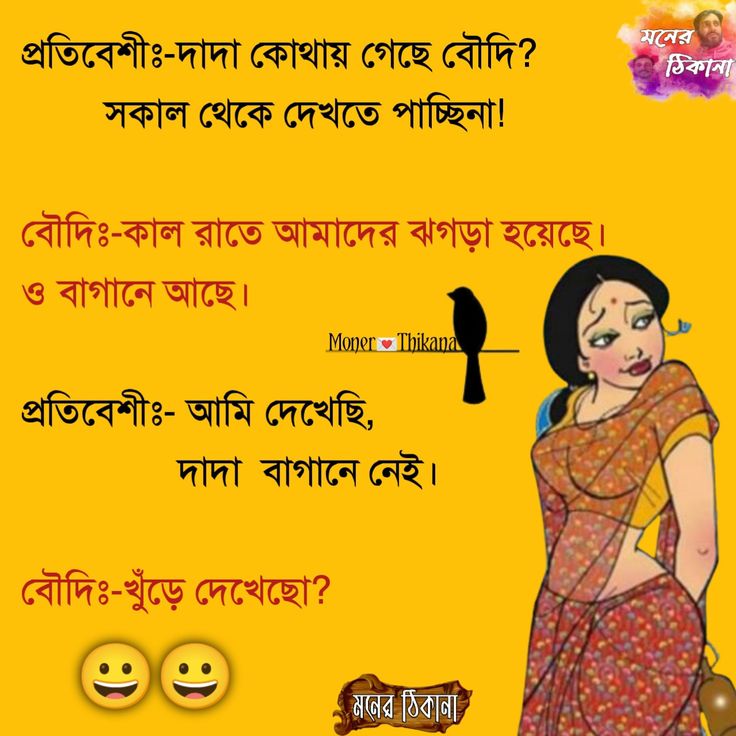 প্রতিবেশীঃ-দাদা কোথায় গেছে বৌদি?
মনের
ঠিকানা
সকাল থেকে দেখতে পাচ্ছিনা!
বৌদিঃ-কাল রাতে আমাদের ঝগড়া হয়েছে।
ও বাগানে আছে।
Moner 💌 Thikana
প্রতিবেশীঃ- আমি দেখেছি,
দাদা বাগানে নেই।
বৌদিঃ-খুঁড়ে দেখেছো?
😀😀
মনের ঠিকানা